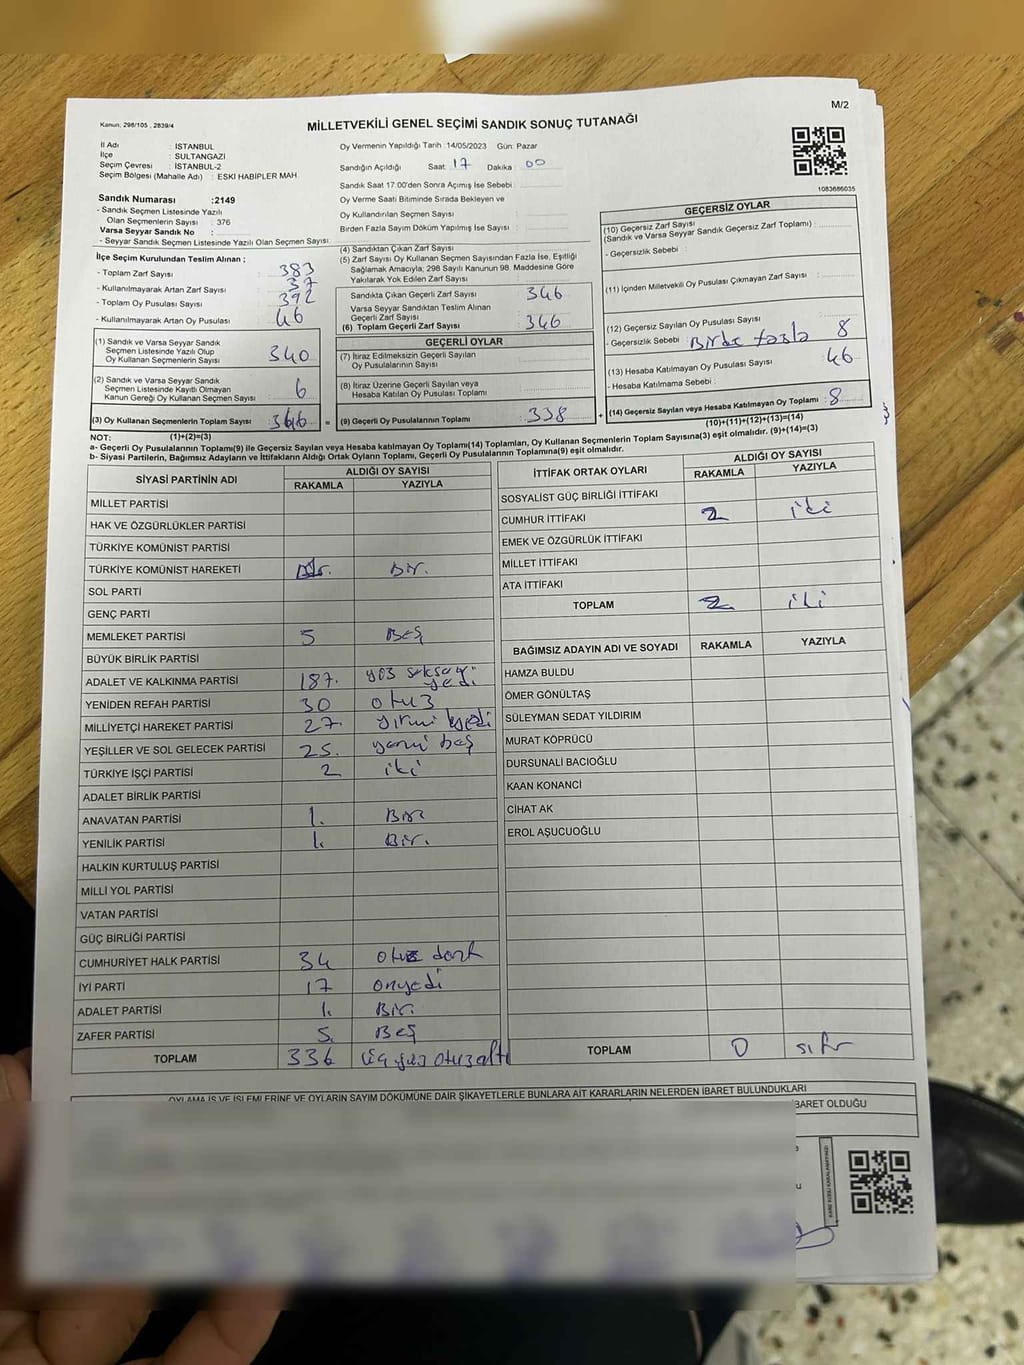 M/2
Kanun: 298/105 , 2839/4
MİLLETVEKİLİ GENEL SEÇİMİ SANDIK SONUÇ TUTANAĞI
İl Adı : İSTANBUL
İlçe : SULTANGAZİ
Seçim Çevresi : İSTANBUL-2
Seçim Bölgesi (Mahalle Adı) : ESKİ HABİPLER MAH.
Sandık Numarası :2149
- Sandık Seçmen Listesinde Yazılı
Olan Seçmenlerin Sayısı : 376
Varsa Seyyar Sandık No :
- Seyyar Sandık Seçmen Listesinde Yazılı Olan Seçmen Sayısı:
Oy Vermenin Yapıldığı Tarih :14/05/2023 Gün: Pazar
Sandığın Açıldığı Saat: 17 Dakika : 00
Sandık Saat 17.00'den Sonra Açımış İse Sebebi :
Oy Verme Saati Bitiminde Sırada Bekleyen ve
Oy Kullandırılan Seçmen Sayısı :
Birden Fazla Sayım Döküm Yapılmış İse Sayısı :
1083686035
İlçe Seçim Kurulundan Teslim Alınan ;
- Toplam Zarf Sayısı : 383
- Kullanılmayarak Artan Zarf Sayısı : 37
- Toplam Oy Pusulası Sayısı : 392
- Kullanılmayarak Artan Oy Pusulası : 46
(1) Sandık ve Varsa Seyyar Sandık
Seçmen Listesinde Yazılı Olup
Oy Kullanan Seçmenlerin Sayısı : 340
(2) Sandık ve Varsa Seyyar Sandık
Seçmen Listesinde Kayıtlı Olmayan
Kanun Gereği Oy Kullanan Seçmen Sayısı : 6
(3) Oy Kullanan Seçmenlerin Toplam Sayısı : 346
(1)+(2)=(3)
(4) Sandıktan Çıkan Zarf Sayısı :
(5) Zarf Sayısı Oy Kullanan Seçmen Sayısından Fazla İse, Eşitliği
Sağlamak Amacıyla, 298 Sayılı Kanunun 98. Maddesine Göre
Yakılarak Yok Edilen Zarf Sayısı :
Sandıkta Çıkan Geçerli Zarf Sayısı : 346
Varsa Seyyar Sandıktan Teslim Alınan
Geçerli Zarf Sayısı :
(6) Toplam Geçerli Zarf Sayısı : 346
GEÇERLİ OYLAR
(7) İtiraz Edilmeksizin Geçerli Sayılan
Oy Pusulalarının Sayısı :
(8) İtiraz Üzerine Geçerli Sayılan veya
Hesaba Katılan Oy Pusulalarının Sayısı :
= (9) Geçerli Oy Pusulalarının Toplamı : 338 +
GEÇERSİZ OYLAR
(10) Geçersiz Zarf Sayısı
(Sandık ve Varsa Seyyar Sandık Geçersiz Zarf Toplamı) :
- Geçersizlik Sebebi :
(11) İçinden Milletvekili Oy Pusulası Çıkmayan Zarf Sayısı :
(12) Geçersiz Sayılan Oy Pusulası Sayısı :
- Geçersizlik Sebebi : Birde fazla 8
(13) Hesaba Katılmayan Oy Pusulası Sayısı : 46
- Hesaba Katılmama Sebebi :
(14) Geçersiz Sayılan veya Hesaba Katılmayan Oy Toplamı : 8
(10)+(11)+(12)+(13)=(14)
NOT:
a- Geçerli Oy Pusulalarının Toplamı(9) ile Geçersiz Sayılan veya Hesaba katılmayan Oy Toplamı(14) Toplamları, Oy Kullanan Seçmenlerin Toplam Sayısına(3) eşit olmalıdır. (9)+(14)=(3)
b- Siyasi Partilerin, Bağımsız Adayların ve İttifakların Aldığı Ortak Oyların Toplamı, Geçerli Oy Pusulalarının Toplamına(9) eşit olmalıdır.
SİYASİ PARTİNİN ADI ALDIĞI OY SAYISI
RAKAMLA YAZIYLA
MİLLET PARTİSİ
HAK VE ÖZGÜRLÜKLER PARTİSİ
TÜRKİYE KOMÜNİST PARTİSİ
TÜRKİYE KOMÜNİST HAREKETİ Bir.
SOL PARTİ
GENÇ PARTİ
MEMLEKET PARTİSİ 5 Beş
BÜYÜK BİRLİK PARTİSİ
ADALET VE KALKINMA PARTİSİ 187. yüz seksen yedi
YENİDEN REFAH PARTİSİ 30 otuz
MİLLİYETÇİ HAREKET PARTİSİ 27. yirmi yedi
YEŞİLLER VE SOL GELECEK PARTİSİ 25. yirmi beş
TÜRKİYE İŞÇİ PARTİSİ 2 iki
ADALET BİRLİK PARTİSİ
ANAVATAN PARTİSİ 1. Bir
YENİLİK PARTİSİ 1. Bir.
HALKIN KURTULUŞ PARTİSİ
MİLLİ YOL PARTİSİ
VATAN PARTİSİ
GÜÇ BİRLİĞİ PARTİSİ
CUMHURİYET HALK PARTİSİ 34 otuz dört
İYİ PARTİ 17 onyedi
ADALET PARTİSİ 1. Bir.
ZAFER PARTİSİ 5. Beş
TOPLAM 336 üç yüz otuz altı
İTTİFAK ORTAK OYLARI ALDIĞI OY SAYISI
RAKAMLA YAZIYLA
SOSYALİST GÜÇ BİRLİĞİ İTTİFAKI
CUMHUR İTTİFAKI 2 iki
EMEK VE ÖZGÜRLÜK İTTİFAKI
MİLLET İTTİFAKI
ATA İTTİFAKI
TOPLAM 2 iki
BAĞIMSIZ ADAYIN ADI VE SOYADI RAKAMLA YAZIYLA
HAMZA BULDU
ÖMER GÖNÜLTAŞ
SÜLEYMAN SEDAT YILDIRIM
MURAT KÖPRÜCÜ
DURSUNALİ BACIOĞLU
KAAN KONANCİ
CİHAT AK
EROL AŞUCUOĞLU
TOPLAM 0 sıfır
OYLAMA İŞ VE İŞLEMLERİNE VE OYLARIN SAYIM DÖKÜMÜNE DAİR ŞİKAYETLERLE BUNLARA AİT KARARLARIN NELERDEN İBARET BULUNDUKLARI
İBARET OLDUĞU